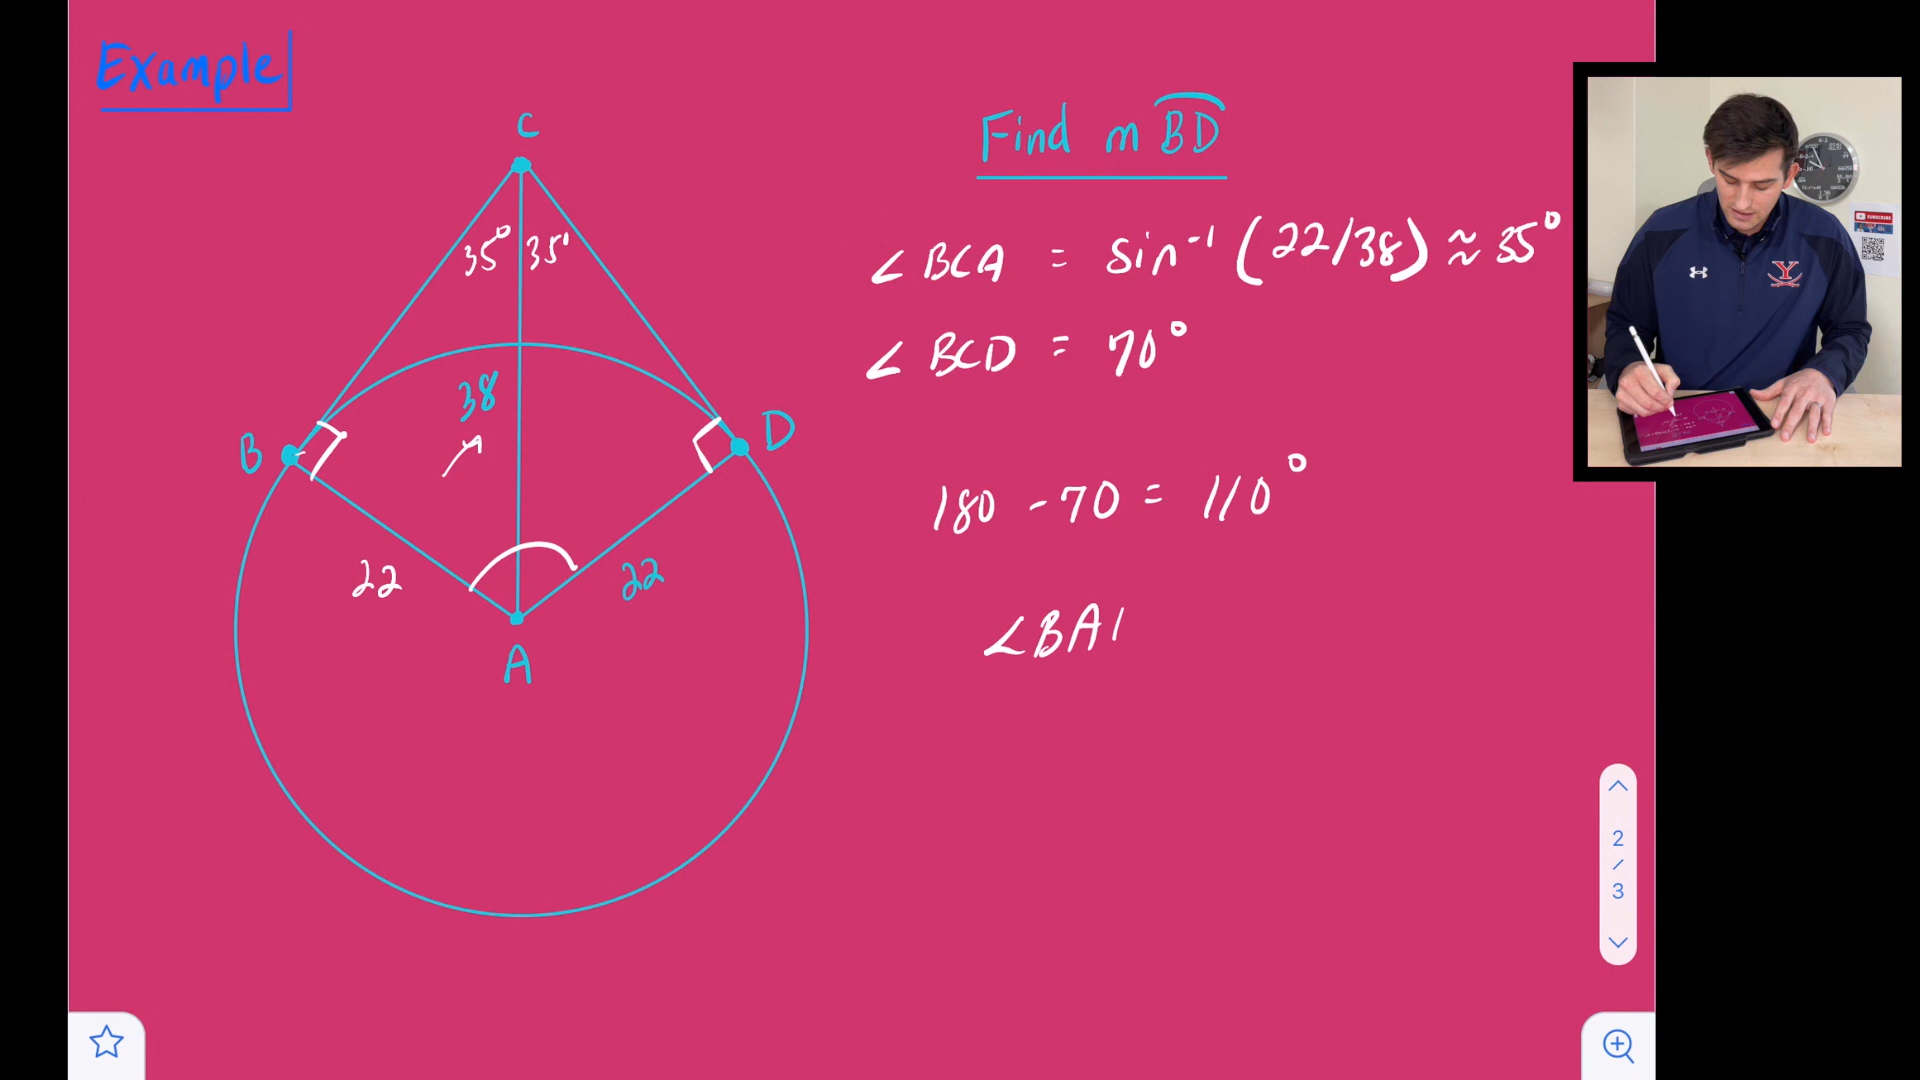 Example
C
Find m BD
35° 35°
∠BCA = sin⁻¹ (22/38) ≈ 35°
∠BCD = 70°
38
B
D
180 - 70 = 110°
22
22
∠BA
A
Y
SUBSCRIBE
2
/
3